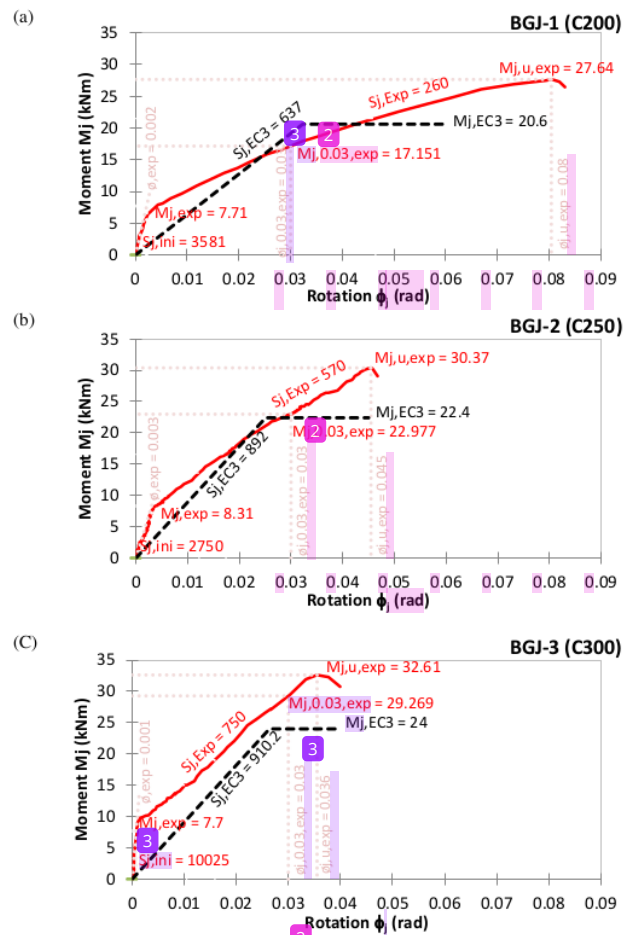 (a)
BGJ-1 (C200)
Moment Mj (kNm)
35
30
25
20
15
10
5
0
ø,exp = 0.002
Sj,ini = 3581
Mj,exp = 7.71
Sj,EC3 = 637
3
2
Sj,Exp = 260
Mj,u,exp = 27.64
Mj,EC3 = 20.6
Mj,0.03,exp = 17.151
øj,u,exp = 0.08
0 0.01 0.02 0.03 0.04 0.05 0.06 0.07 0.08 0.09
Rotation ϕj (rad)
(b)
BGJ-2 (C250)
Moment Mj (kNm)
35
30
25
20
15
10
5
0
ø,exp = 0.003
Sj,ini = 2750
Mj,exp = 8.31
Sj,EC3 = 892
Sj,Exp = 570
Mj,u,exp = 30.37
Mj,EC3 = 22.4
2
03,exp = 22.977
øj,0.03,exp = 0.03
øj,u,exp = 0.045
0 0.01 0.02 0.03 0.04 0.05 0.06 0.07 0.08 0.09
Rotation ϕj (rad)
(C)
BGJ-3 (C300)
Moment Mj (kNm)
35
30
25
20
15
10
5
0
ø,exp = 0.001
Mj,exp = 7.7
3
Sj,ini = 10025
Sj,Exp = 750
Sj,EC3 = 910.2
Mj,u,exp = 32.61
Mj,0.03,exp = 29.269
Mj,EC3 = 24
3
øj,0.03,exp = 0.03
øj,u,exp = 0.036
0 0.01 0.02 0.03 0.04 0.05 0.06 0.07 0.08 0.09
Rotation ϕj (rad)